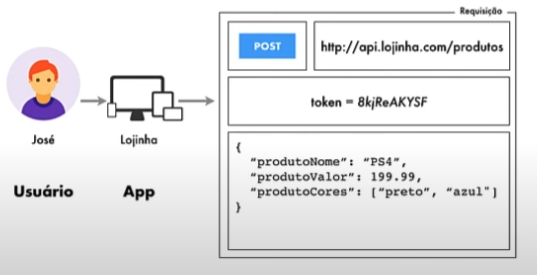 Requisição
POST
http://api.lojinha.com/produtos
token = 8kjReAKYSF
{
"produtoNome": "PS4",
"produtoValor": 199.99,
"produtoCores": ["preto", "azul"]
}
José
Lojinha
Usuário
App